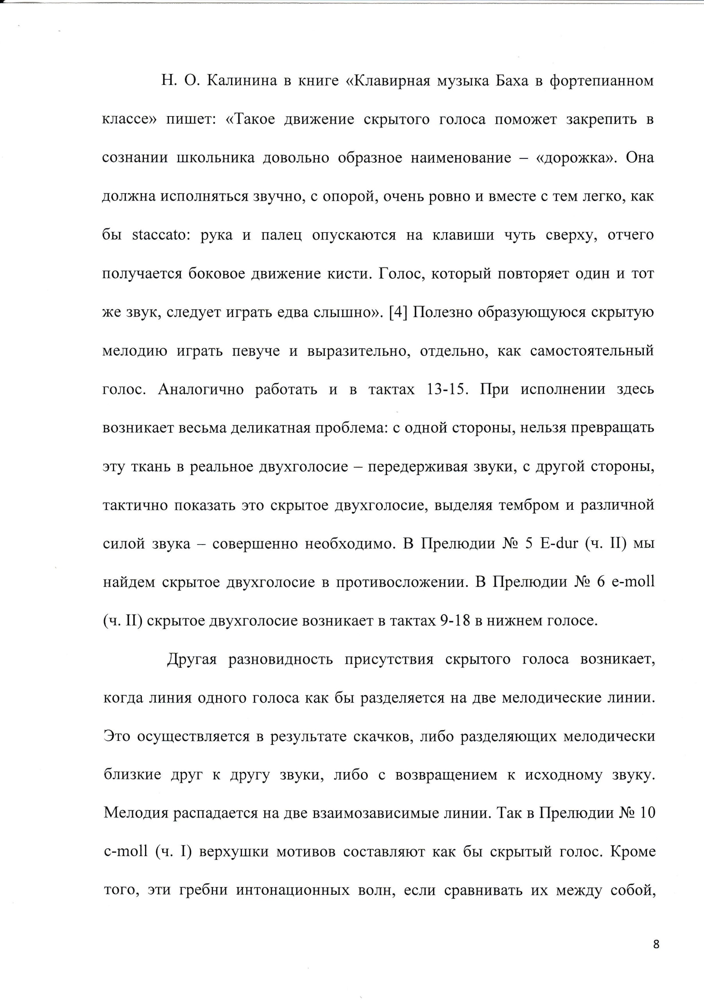 Н. О. Калинина в книге «Клавирная музыка Баха в фортепианном
классе» пишет: «Такое движение скрытого голоса поможет закрепить в
сознании школьника довольно образное наименование – «дорожка». Она
должна исполняться звучно, с опорой, очень ровно и вместе с тем легко, как
бы staccato: рука и палец опускаются на клавиши чуть сверху, отчего
получается боковое движение кисти. Голос, который повторяет один и тот
же звук, следует играть едва слышно». [4] Полезно образующуюся скрытую
мелодию играть певуче и выразительно, отдельно, как самостоятельный
голос. Аналогично работать и в тактах 13-15. При исполнении здесь
возникает весьма деликатная проблема: с одной стороны, нельзя превращать
эту ткань в реальное двухголосие – передерживая звуки, с другой стороны,
тактично показать это скрытое двухголосие, выделяя тембром и различной
силой звука – совершенно необходимо. В Прелюдии № 5 E-dur (ч. II) мы
найдем скрытое двухголосие в противосложении. В Прелюдии № 6 e-moll
(ч. II) скрытое двухголосие возникает в тактах 9-18 в нижнем голосе.
Другая разновидность присутствия скрытого голоса возникает,
когда линия одного голоса как бы разделяется на две мелодические линии.
Это осуществляется в результате скачков, либо разделяющих мелодически
близкие друг к другу звуки, либо с возвращением к исходному звуку.
Мелодия распадается на две взаимозависимые линии. Так в Прелюдии № 10
c-moll (ч. I) верхушки мотивов составляют как бы скрытый голос. Кроме
того, эти гребни интонационных волн, если сравнивать их между собой,
8